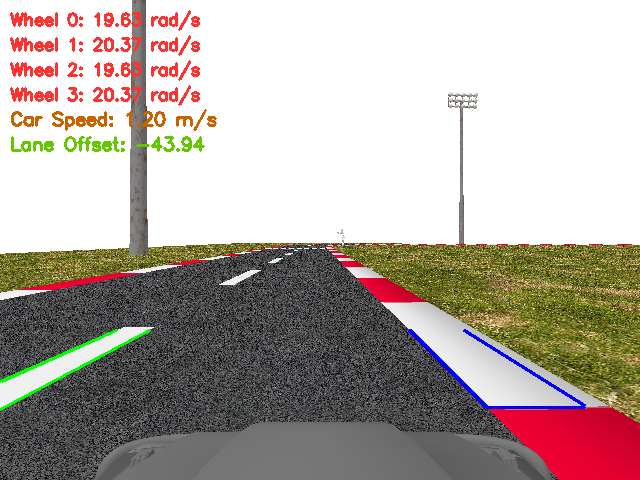 Wheel 0: 19.63 rad/s
Wheel 1: 20.37 rad/s
Wheel 2: 19.63 rad/s
Wheel 3: 20.37 rad/s
Car Speed: 1.20 m/s
Lane Offset: -43.94